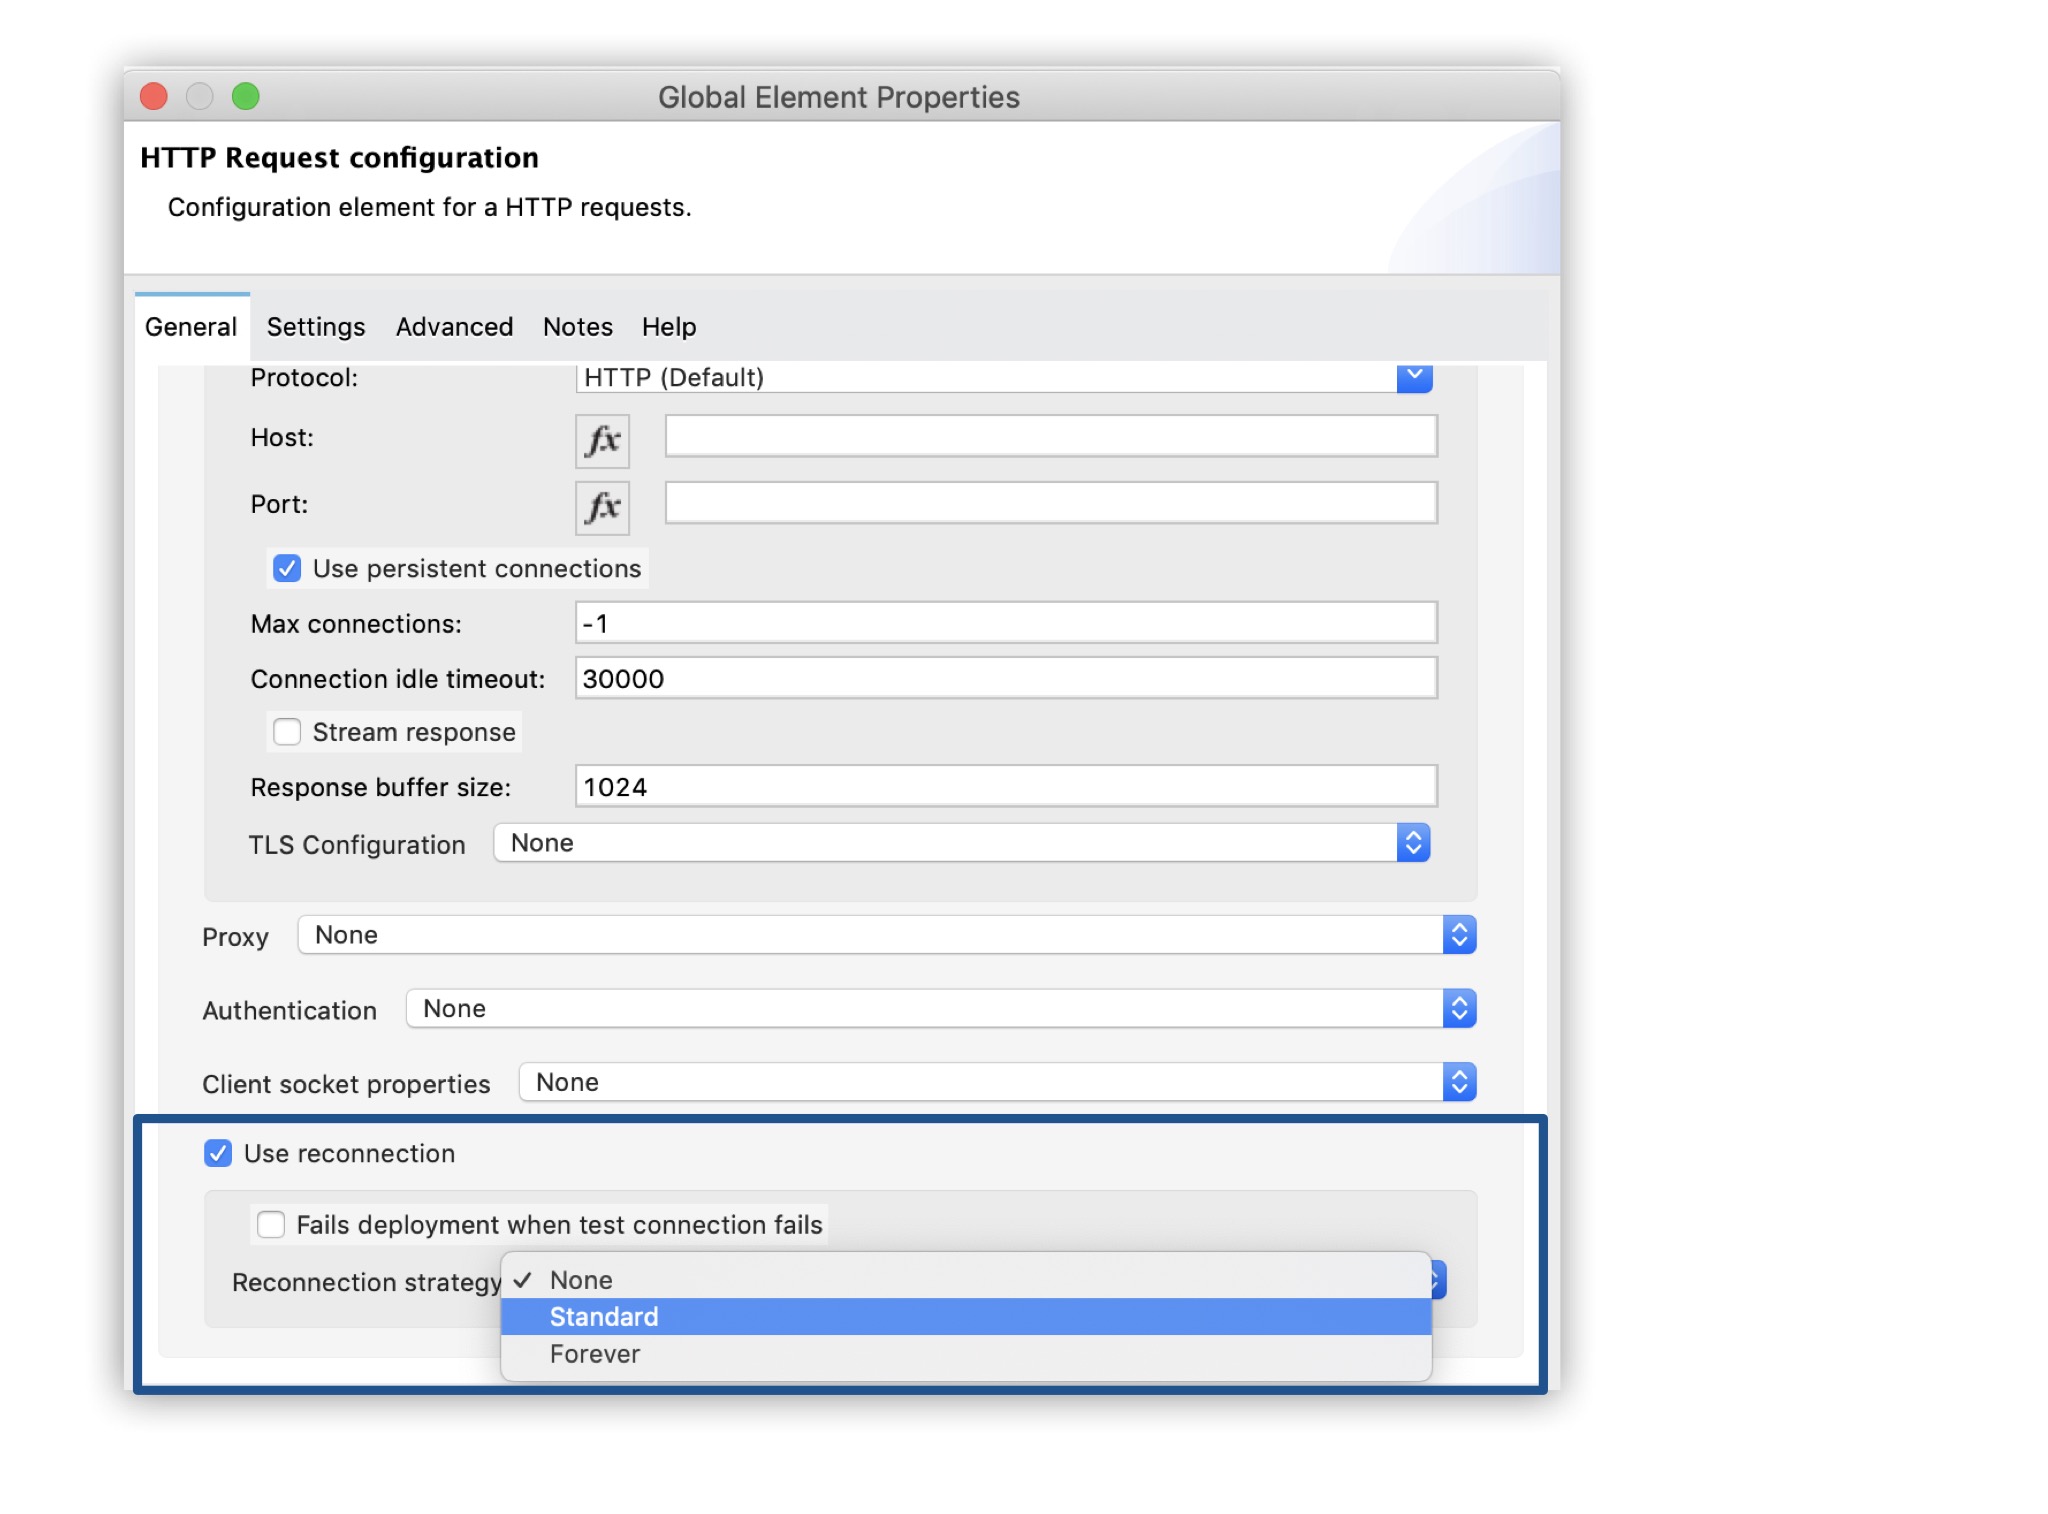 Global Element Properties
HTTP Request configuration
Configuration element for a HTTP requests.
General Settings Advanced Notes Help
Protocol: HTTP (Default)
Host: fx
Port: fx
Use persistent connections
Max connections: -1
Connection idle timeout: 30000
Stream response
Response buffer size: 1024
TLS Configuration None
Proxy None
Authentication None
Client socket properties None
Use reconnection
Fails deployment when test connection fails
Reconnection strategy None
Standard
Forever